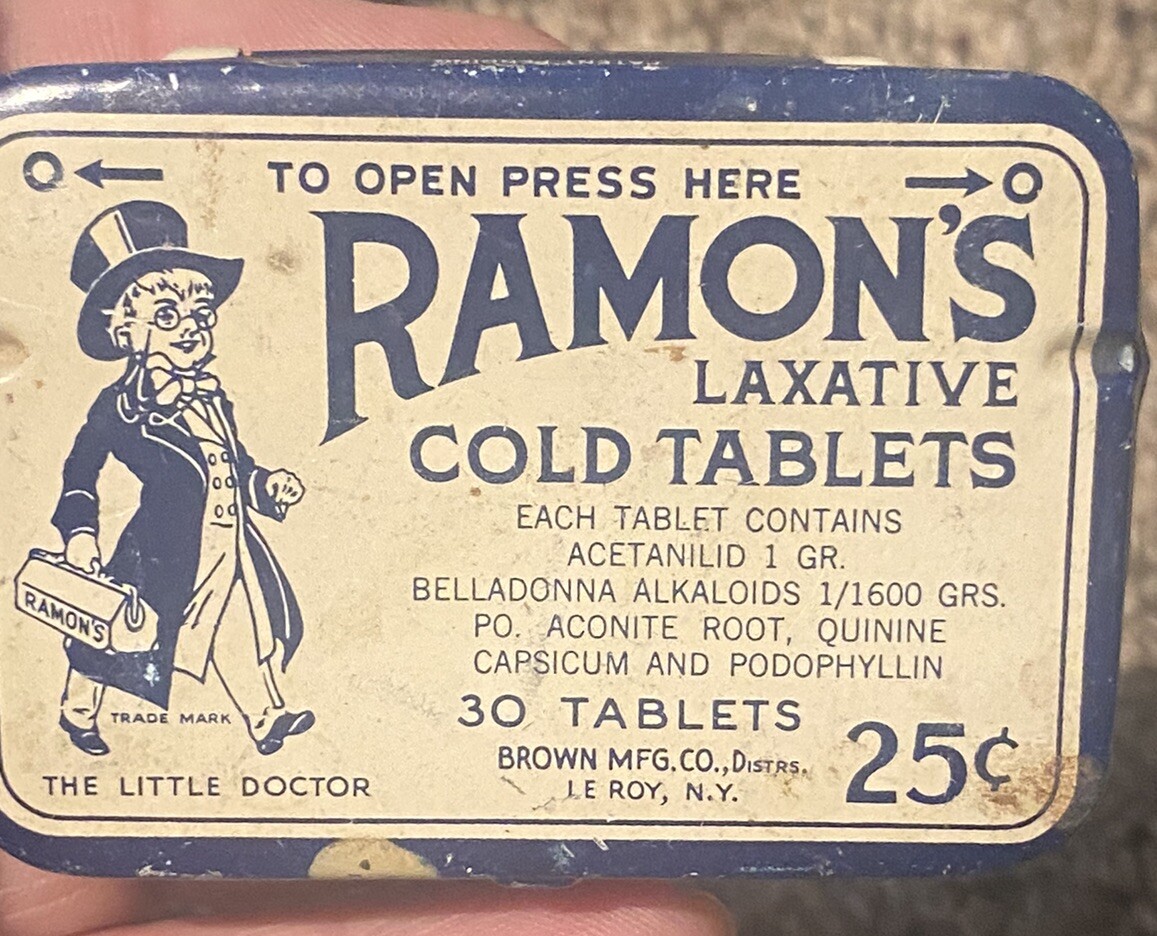 TO OPEN PRESS HERE
RAMON'S
LAXATIVE
COLD TABLETS
EACH TABLET CONTAINS
ACETANILID 1 GR.
BELLADONNA ALKALOIDS 1/1600 GRS.
PO. ACONITE ROOT, QUININE
CAPSICUM AND PODOPHYLLIN
30 TABLETS
BROWN MFG.CO.,DISTRS.
LE ROY, N.Y.
25¢
RAMON'S
TRADE MARK
THE LITTLE DOCTOR